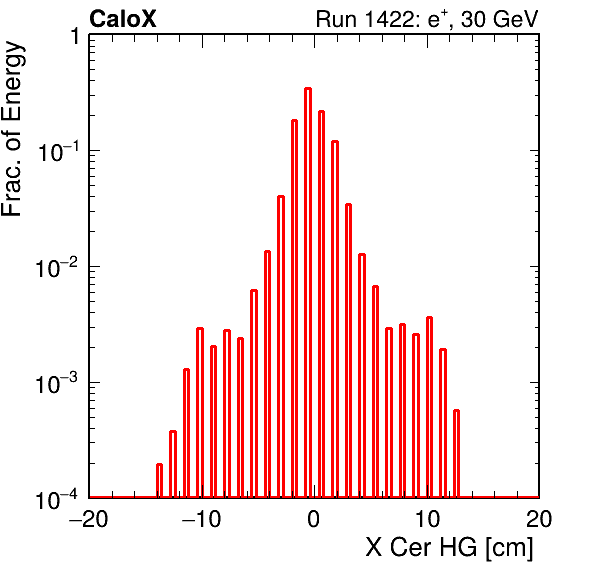 CaloX
Run 1422: e⁺, 30 GeV
Frac. of Energy
1
10⁻¹
10⁻²
10⁻³
10⁻⁴
−20
−10
0
10
20
X Cer HG [cm]